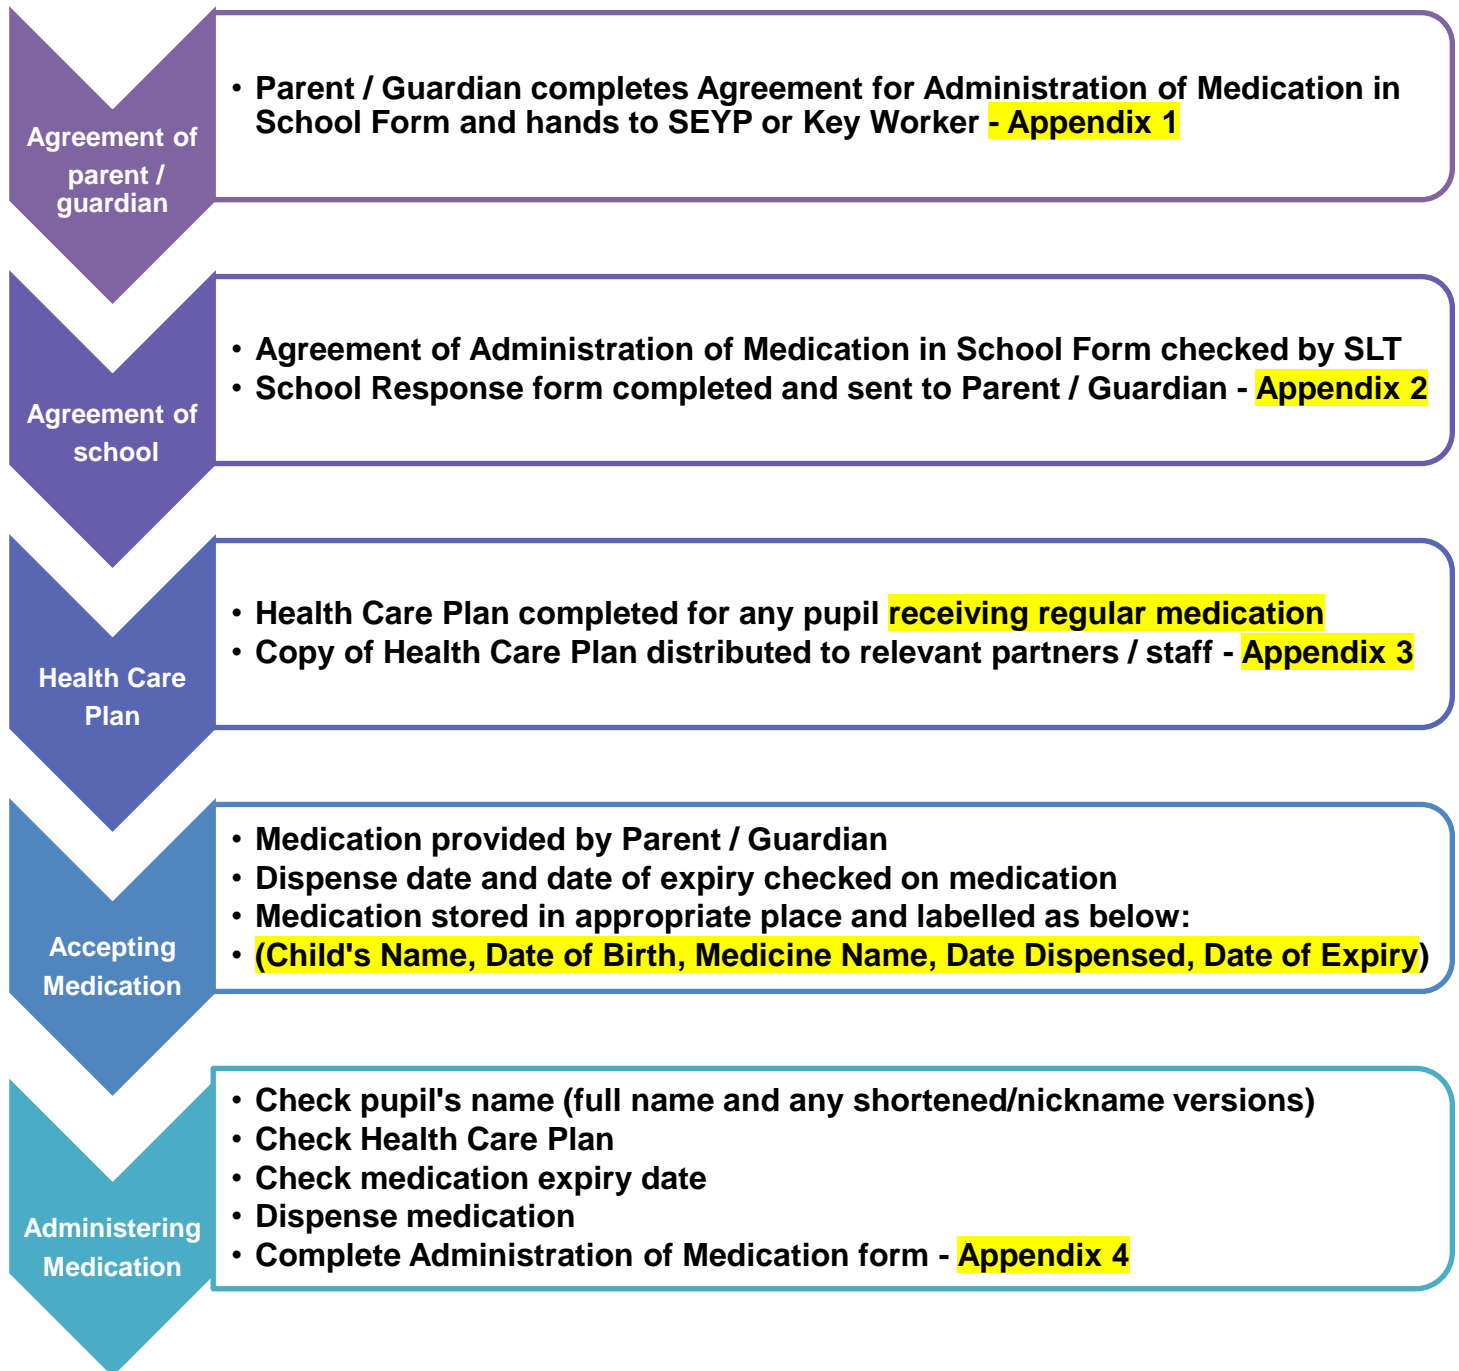 Agreement of
parent /
guardian
• Parent / Guardian completes Agreement for Administration of Medication in
School Form and hands to SEYP or Key Worker - Appendix 1
Agreement of
school
• Agreement of Administration of Medication in School Form checked by SLT
• School Response form completed and sent to Parent / Guardian - Appendix 2
Health Care
Plan
• Health Care Plan completed for any pupil receiving regular medication
• Copy of Health Care Plan distributed to relevant partners / staff - Appendix 3
Accepting
Medication
• Medication provided by Parent / Guardian
• Dispense date and date of expiry checked on medication
• Medication stored in appropriate place and labelled as below:
• (Child's Name, Date of Birth, Medicine Name, Date Dispensed, Date of Expiry)
Administering
Medication
• Check pupil's name (full name and any shortened/nickname versions)
• Check Health Care Plan
• Check medication expiry date
• Dispense medication
• Complete Administration of Medication form - Appendix 4